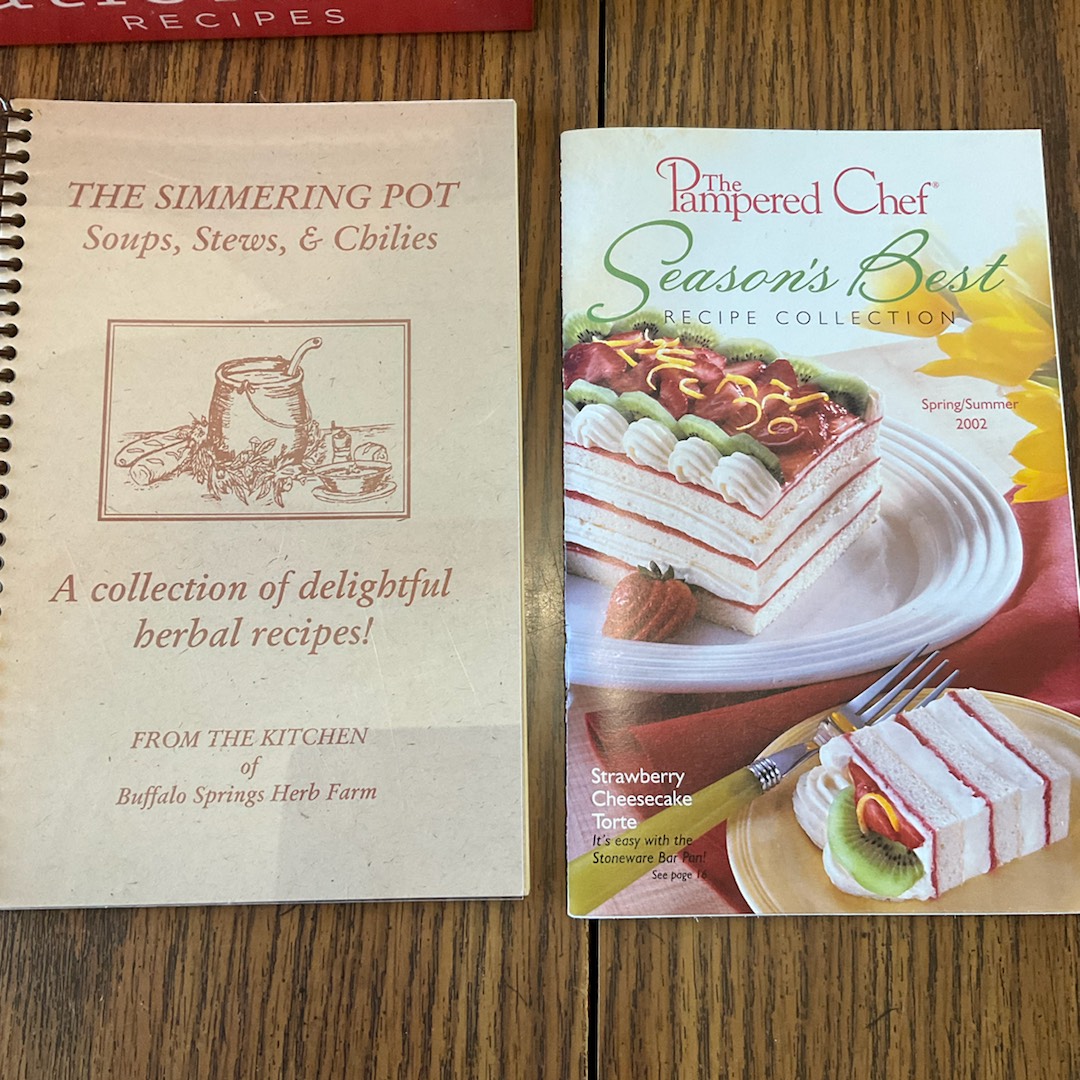 RECIPES
THE SIMMERING POT
Soups, Stews, & Chilies
A collection of delightful
herbal recipes!
FROM THE KITCHEN
of
Buffalo Springs Herb Farm
The
Pampered Chef®
Season's Best
RECIPE COLLECTION
Spring/Summer
2002
Strawberry
Cheesecake
Torte
It's easy with the
Stoneware Bar Pan!
See page 16